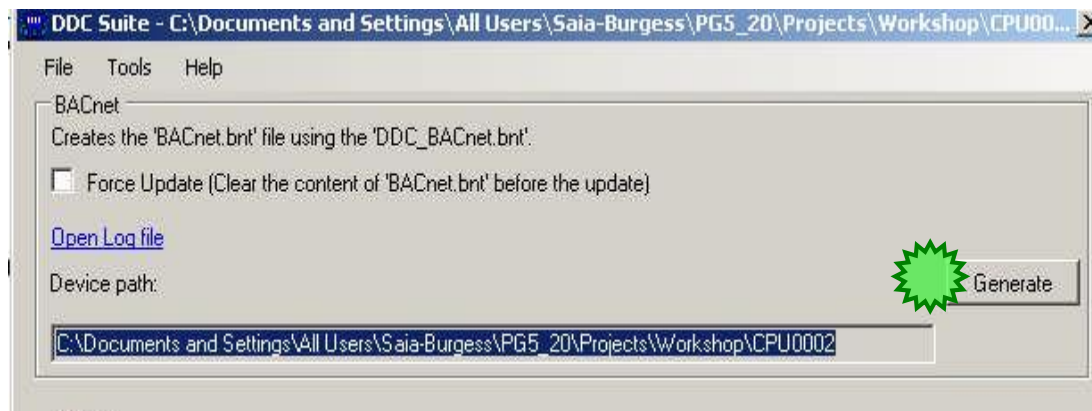 DDC Suite - C:\Documents and Settings\All Users\Saia-Burgess\PG5_20\Projects\Workshop\CPU00...
File Tools Help
BACnet
Creates the 'BACnet.bnt' file using the 'DDC_BACnet.bnt'.
Force Update (Clear the content of 'BACnet.bnt' before the update)
Open Log file
Device path:
Generate
C:\Documents and Settings\All Users\Saia-Burgess\PG5_20\Projects\Workshop\CPU0002